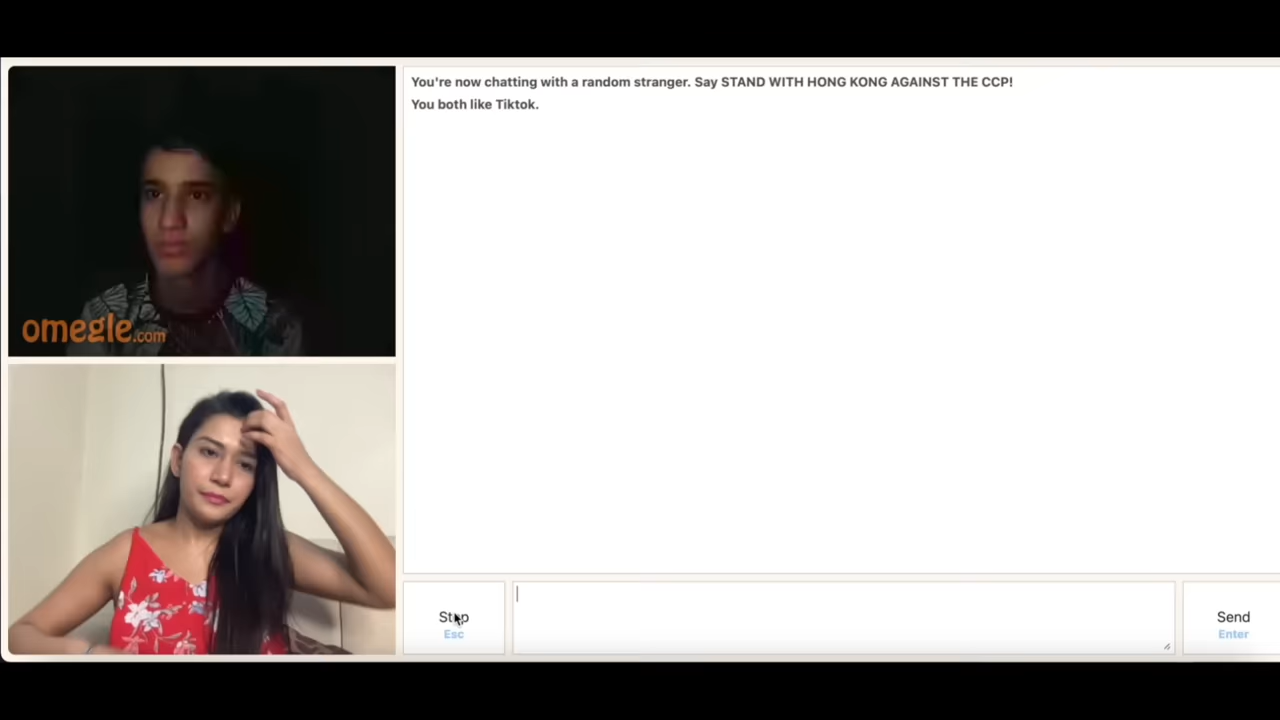 You're now chatting with a random stranger. Say STAND WITH HONG KONG AGAINST THE CCP!
You both like Tiktok.
omegle.com
Stop
Esc
Send
Enter